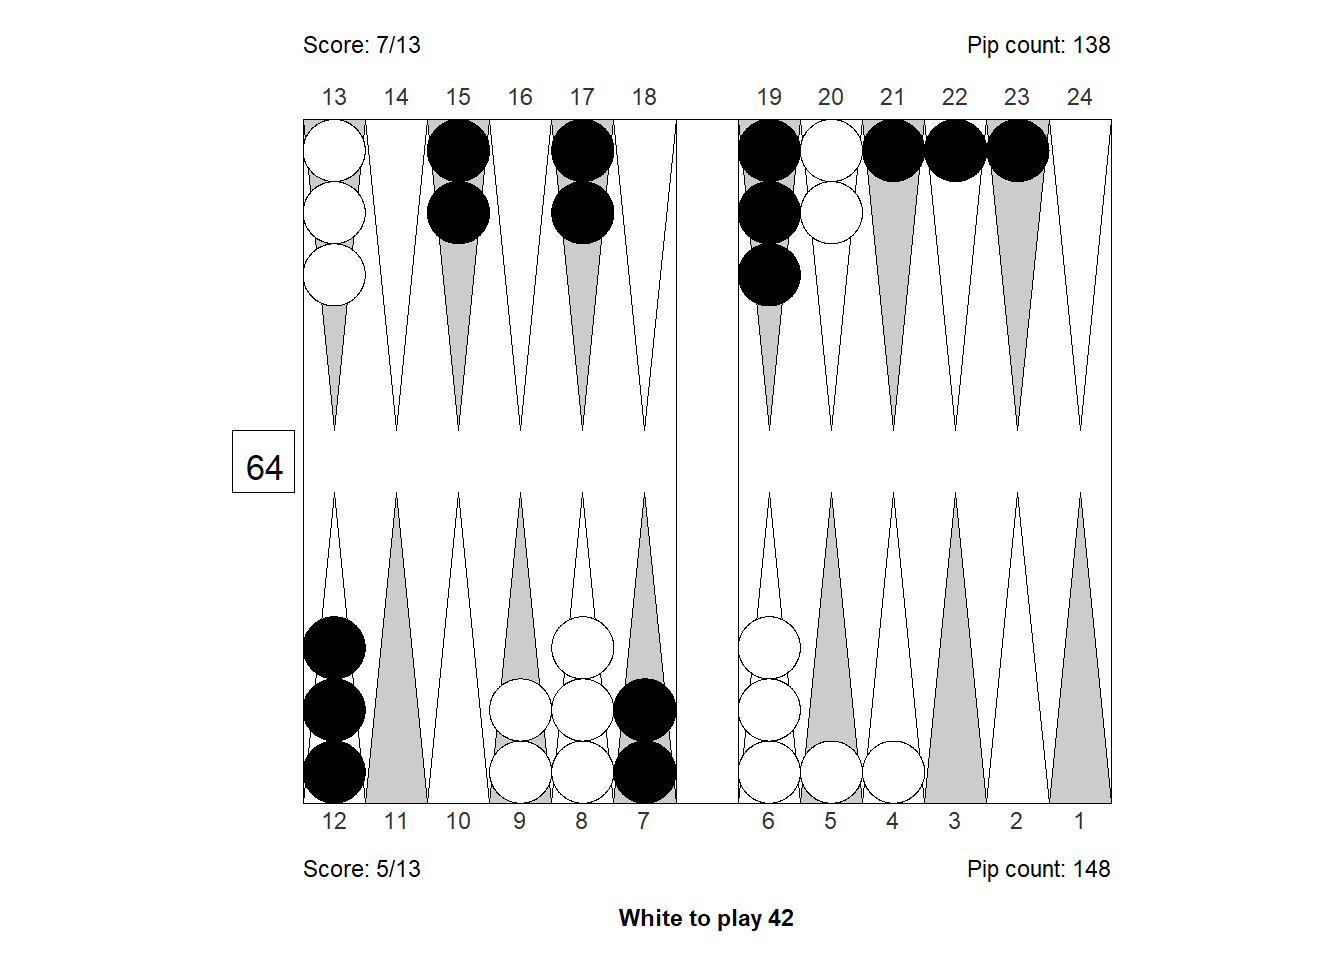 Score: 7/13 Pip count: 138
13 14 15 16 17 18 19 20 21 22 23 24
64
12 11 10 9 8 7 6 5 4 3 2 1
Score: 5/13 Pip count: 148
White to play 42